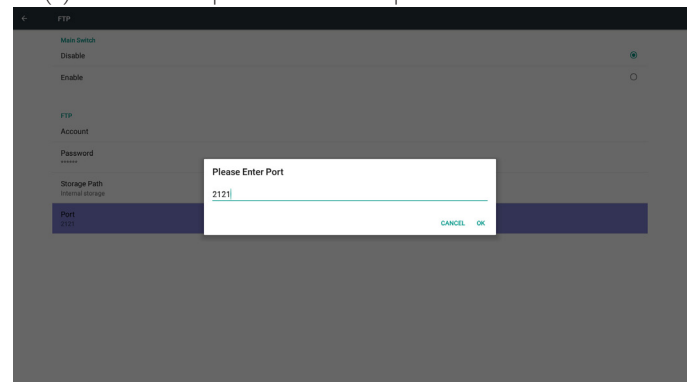 FTP
Main Switch
Disable
Enable
FTP
Account
Password
******
Storage Path
Internal storage
Port
2121
Please Enter Port
2121
CANCEL OK